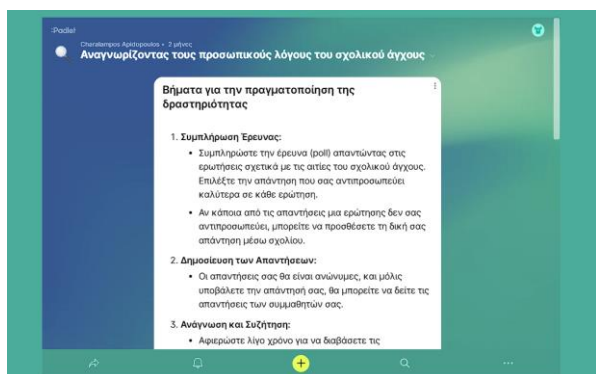 :Padlet
Charalampos Apidopoulos • 2 μήνες
Αναγνωρίζοντας τους προσωπικούς λόγους του σχολικού άγχους
Βήματα για την πραγματοποίηση της
δραστηριότητας
1. Συμπλήρωση Έρευνας:
• Συμπληρώστε την έρευνα (poll) απαντώντας στις
ερωτήσεις σχετικά με τις αιτίες του σχολικού άγχους.
Επιλέξτε την απάντηση που σας αντιπροσωπεύει
καλύτερα σε κάθε ερώτηση.
• Αν κάποια από τις απαντήσεις μια ερώτησης δεν σας
αντιπροσωπεύει, μπορείτε να προσθέσετε τη δική σας
απάντηση μέσω σχολίου.
2. Δημοσίευση των Απαντήσεων:
• Οι απαντήσεις σας θα είναι ανώνυμες, και μόλις
υποβάλετε την απάντησή σας, θα μπορείτε να δείτε τις
απαντήσεις των συμμαθητών σας.
3. Ανάγνωση και Συζήτηση:
• Αφιερώστε λίγο χρόνο για να διαβάσετε τις